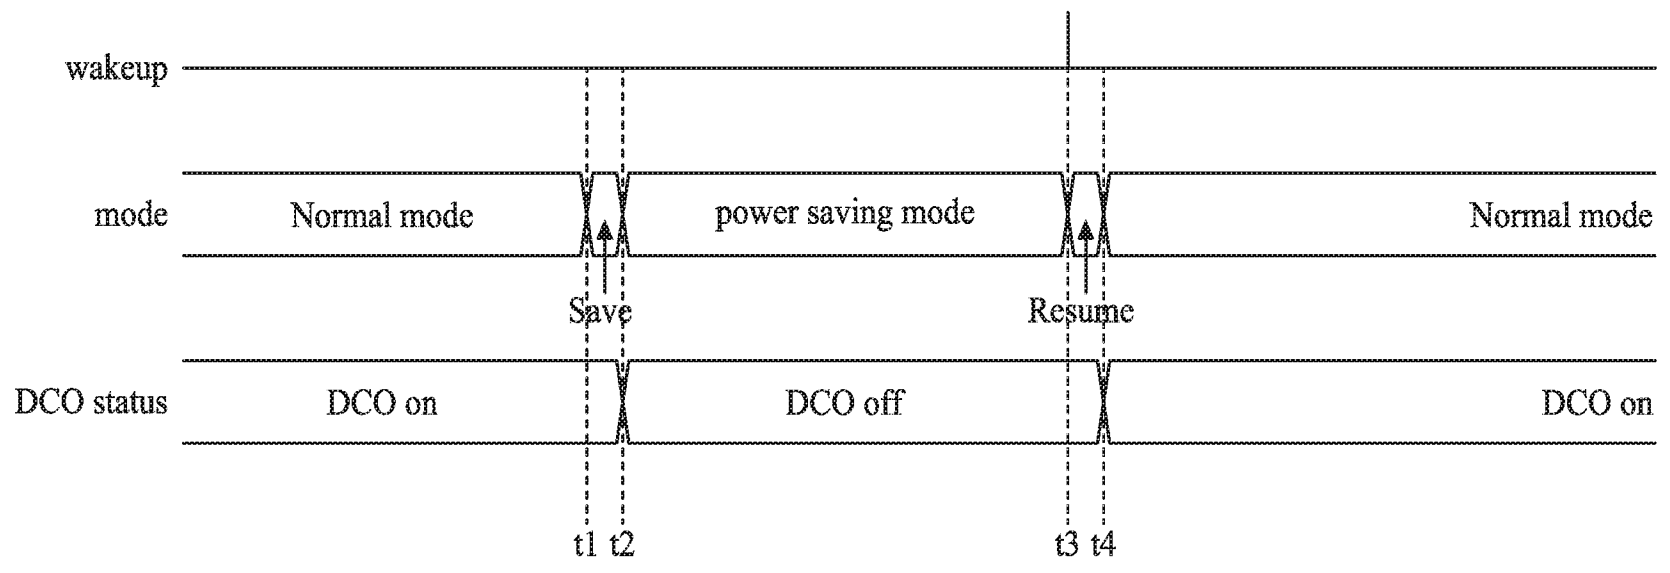 wakeup
mode
Normal mode
power saving mode
Normal mode
Save
Resume
DCO status
DCO on
DCO off
DCO on
t1 t2 t3 t4